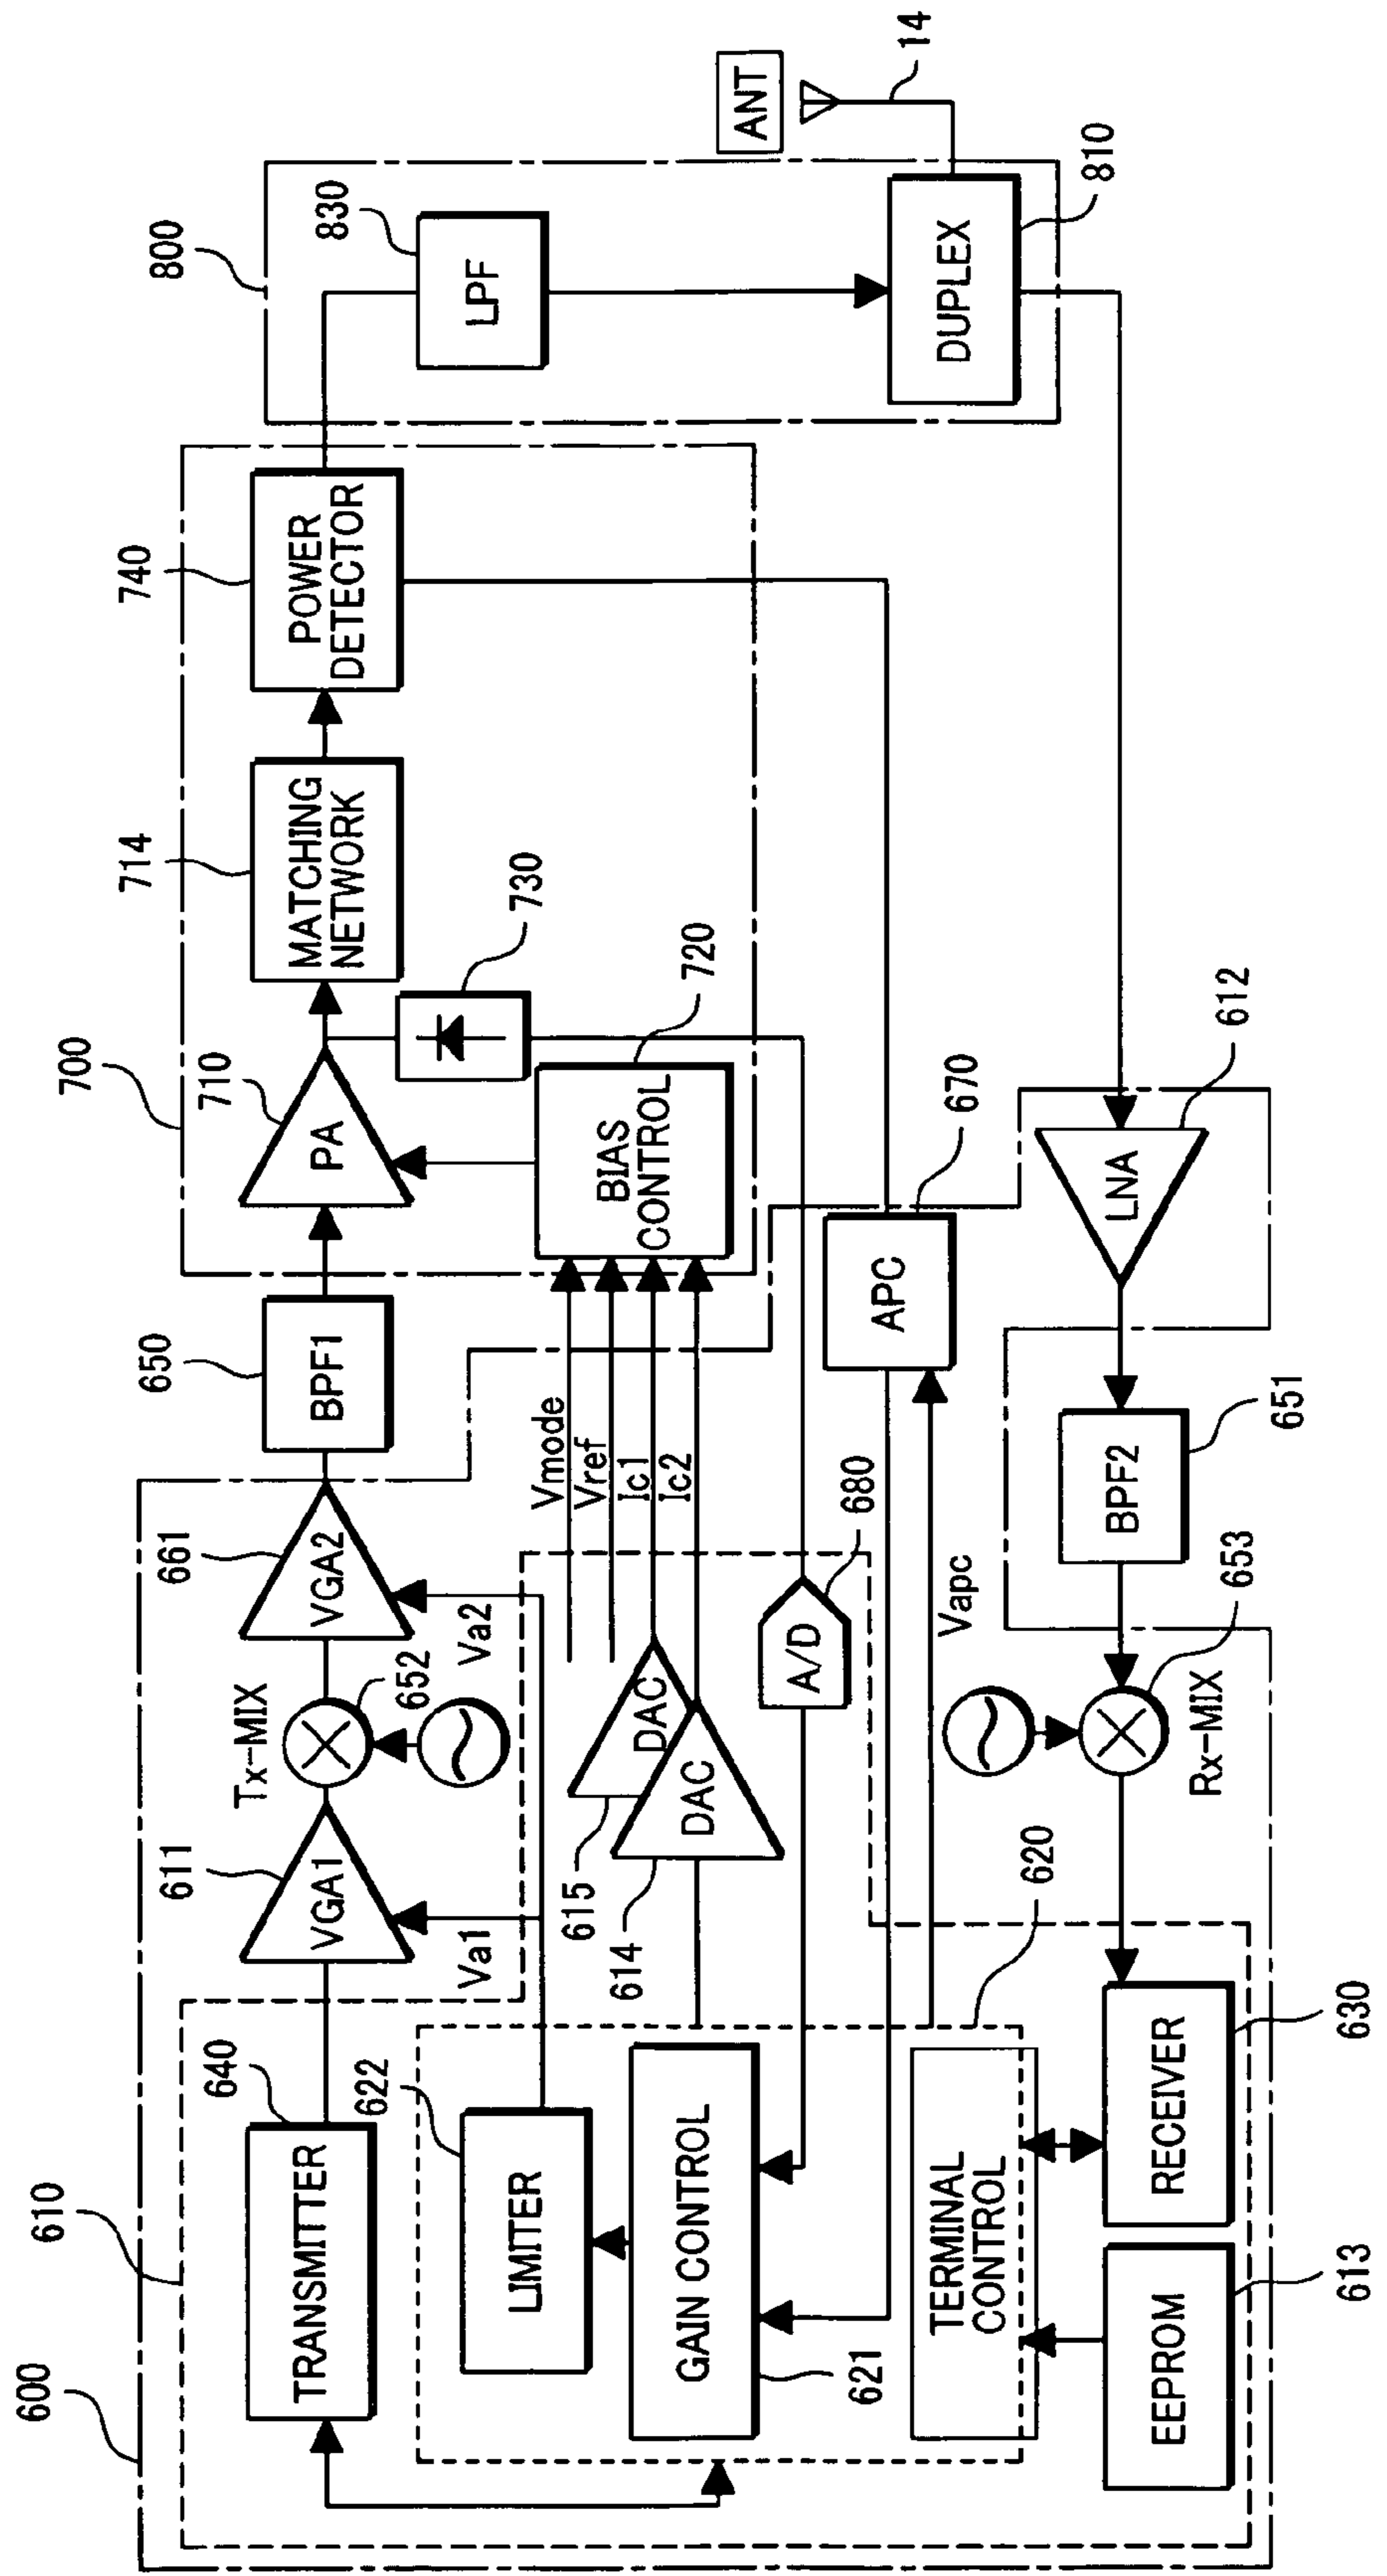 600
610
640
TRANSMITTER
611
VGA1
Va1
Tx-MIX
652
661
VGA2
Va2
650
BPF1
700
710
PA
714
MATCHING
NETWORK
740
POWER
DETECTOR
730
720
BIAS
CONTROL
Vmode
Vref
Ic1
Ic2
800
830
LPF
DUPLEX
810
ANT
14
622
LIMITER
GAIN CONTROL
621
615
DAC
614
DAC
A/D
680
670
APC
Vapc
620
TERMINAL
CONTROL
EEPROM
613
RECEIVER
630
Rx-MIX
653
BPF2
651
LNA
612